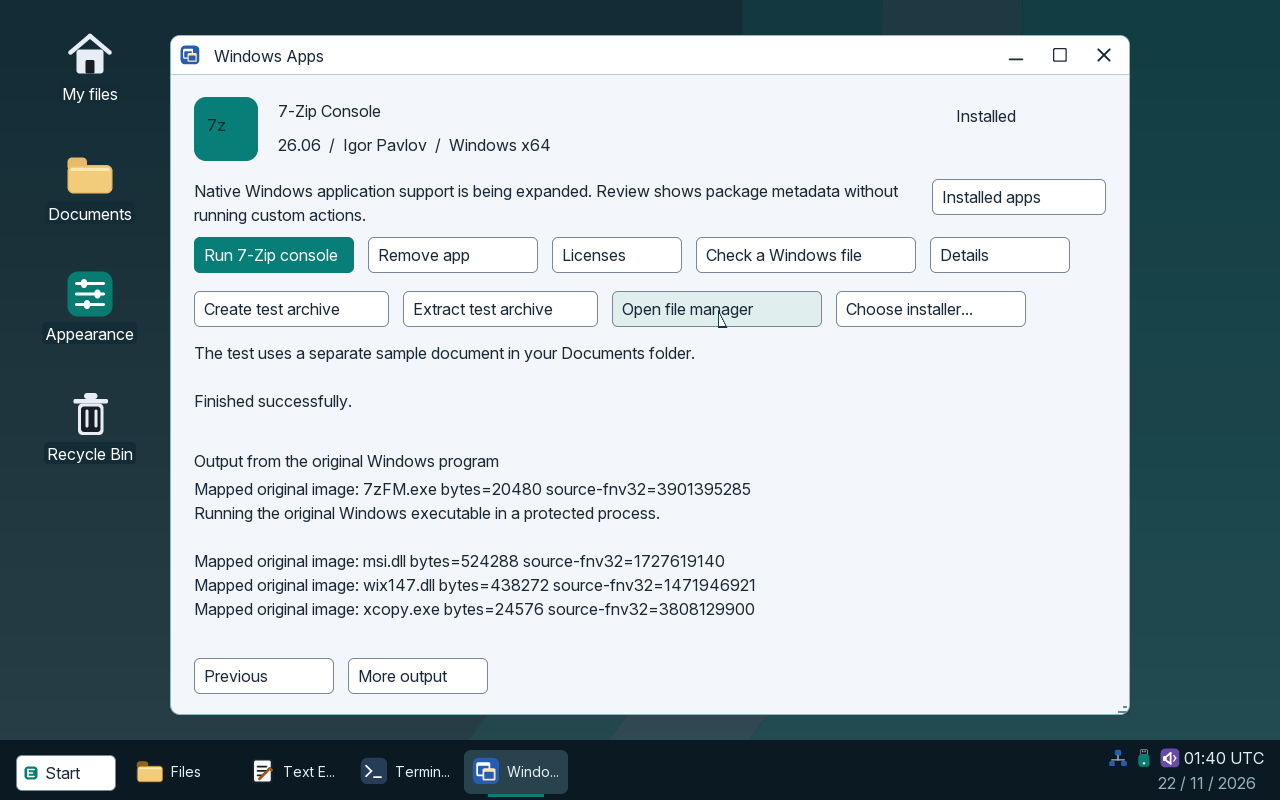 My files
Documents
Appearance
Recycle Bin
Windows Apps
7z
7-Zip Console
26.06 / Igor Pavlov / Windows x64
Installed
Native Windows application support is being expanded. Review shows package metadata without
running custom actions.
Installed apps
Run 7-Zip console
Remove app
Licenses
Check a Windows file
Details
Create test archive
Extract test archive
Open file manager
Choose installer...
The test uses a separate sample document in your Documents folder.
Finished successfully.
Output from the original Windows program
Mapped original image: 7zFM.exe bytes=20480 source-fnv32=3901395285
Running the original Windows executable in a protected process.
Mapped original image: msi.dll bytes=524288 source-fnv32=1727619140
Mapped original image: wix147.dll bytes=438272 source-fnv32=1471946921
Mapped original image: xcopy.exe bytes=24576 source-fnv32=3808129900
Previous
More output
Start
Files
Text E...
Termin...
Windo...
01:40 UTC
22 / 11 / 2026